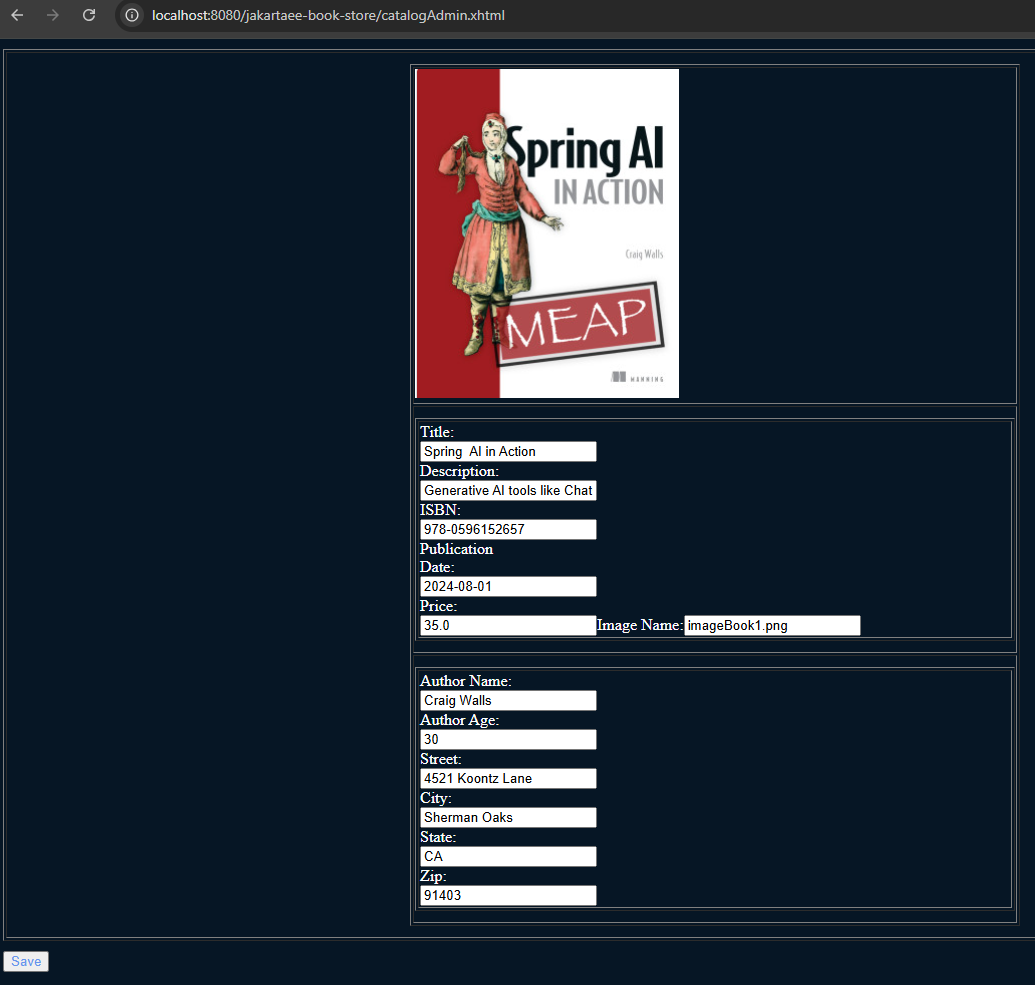 localhost:8080/jakartaee-book-store/catalogAdmin.xhtml
Spring AI
IN ACTION
Craig Walls
MEAP
MANNING
Title:
Spring  AI in Action
Description:
Generative AI tools like Chat
ISBN:
978-0596152657
Publication
Date:
2024-08-01
Price:
35.0 Image Name: imageBook1.png
Author Name:
Craig Walls
Author Age:
30
Street:
4521 Koontz Lane
City:
Sherman Oaks
State:
CA
Zip:
91403
Save